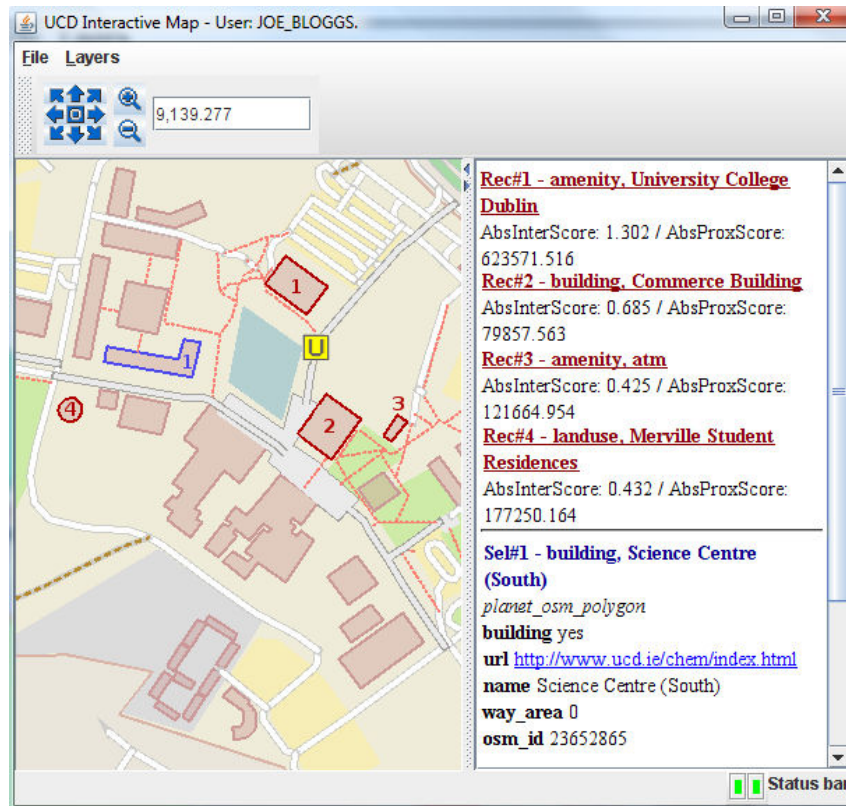 UCD Interactive Map - User: JOE_BLOGGS.
File Layers
9,139.277
1
1
U
4
2
3
Rec#1 - amenity, University College
Dublin
AbsInterScore: 1.302 / AbsProxScore:
623571.516
Rec#2 - building, Commerce Building
AbsInterScore: 0.685 / AbsProxScore:
79857.563
Rec#3 - amenity, atm
AbsInterScore: 0.425 / AbsProxScore:
121664.954
Rec#4 - landuse, Merville Student
Residences
AbsInterScore: 0.432 / AbsProxScore:
177250.164
Sel#1 - building, Science Centre
(South)
planet_osm_polygon
building yes
url http://www.ucd.ie/chem/index.html
name Science Centre (South)
way_area 0
osm_id 23652865
Status bar